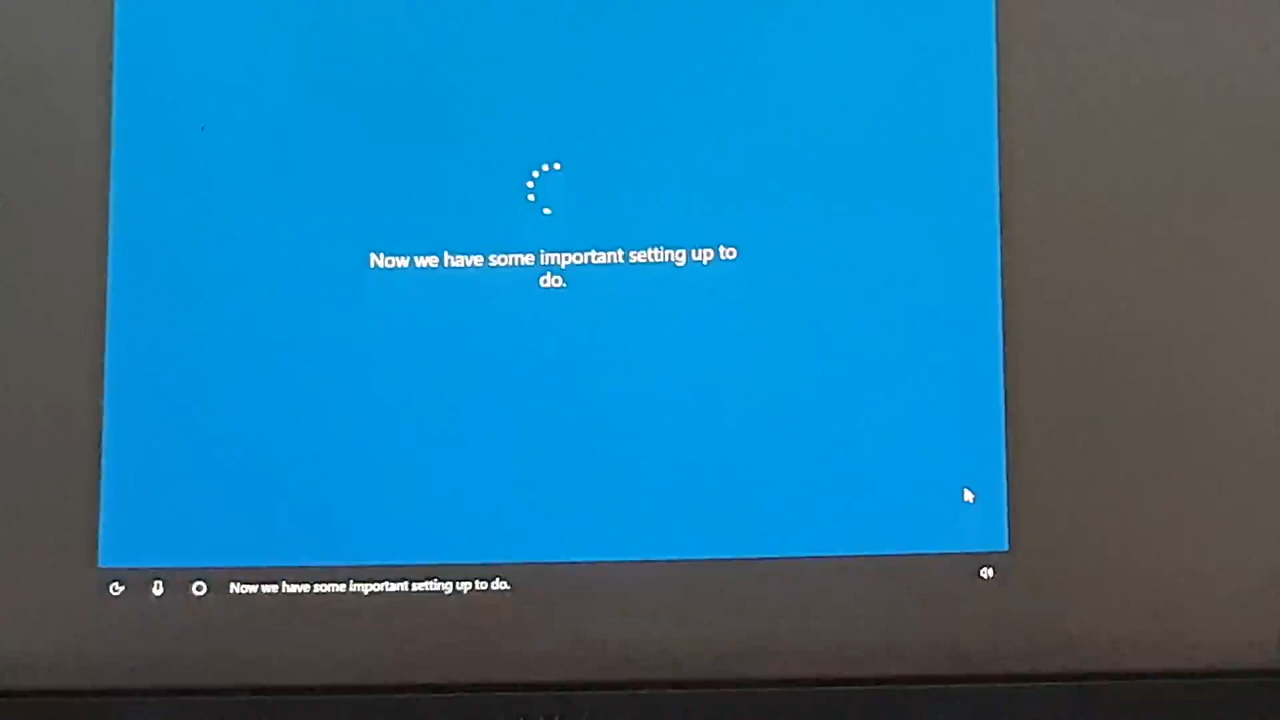 Now we have some important setting up to
do.
Now we have some important setting up to do.